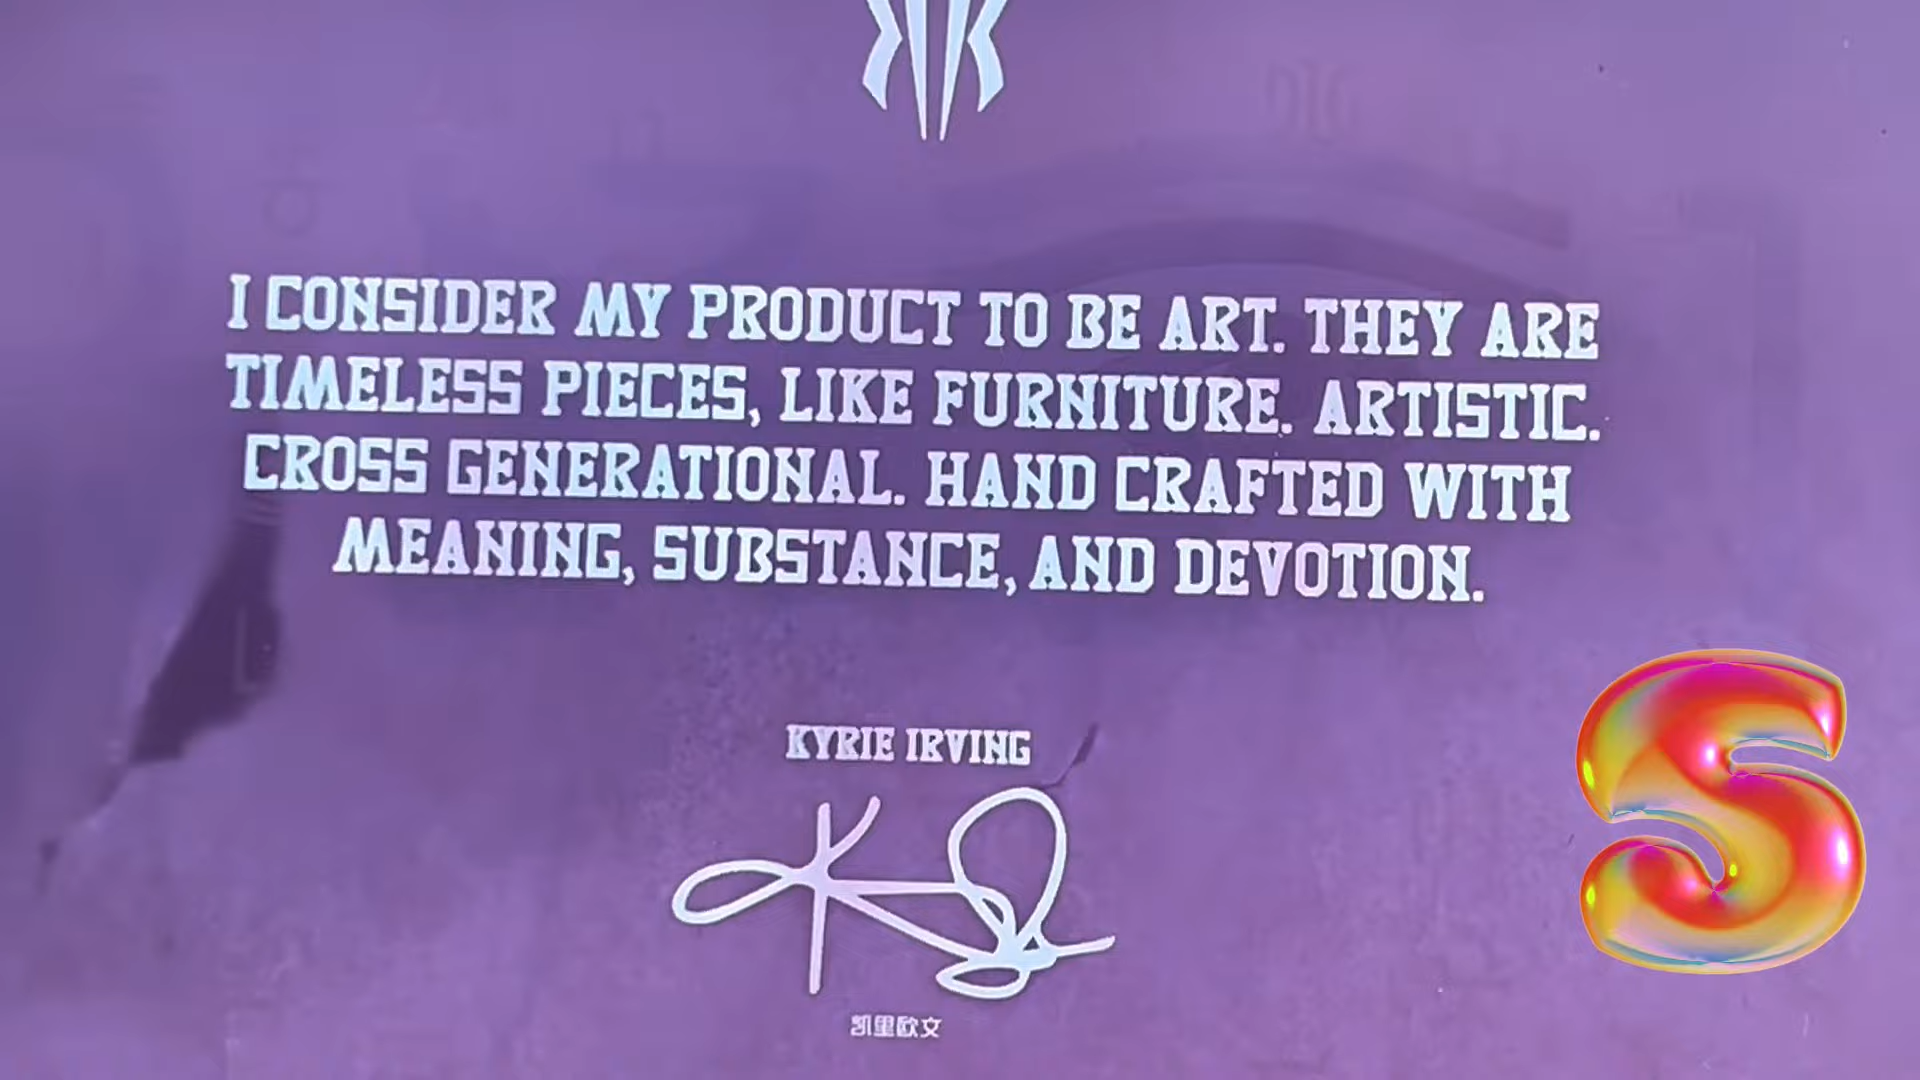 I CONSIDER MY PRODUCT TO BE ART. THEY ARE
TIMELESS PIECES, LIKE FURNITURE. ARTISTIC.
CROSS GENERATIONAL. HAND CRAFTED WITH
MEANING, SUBSTANCE, AND DEVOTION.
KYRIE IRVING
凯里欧文
S